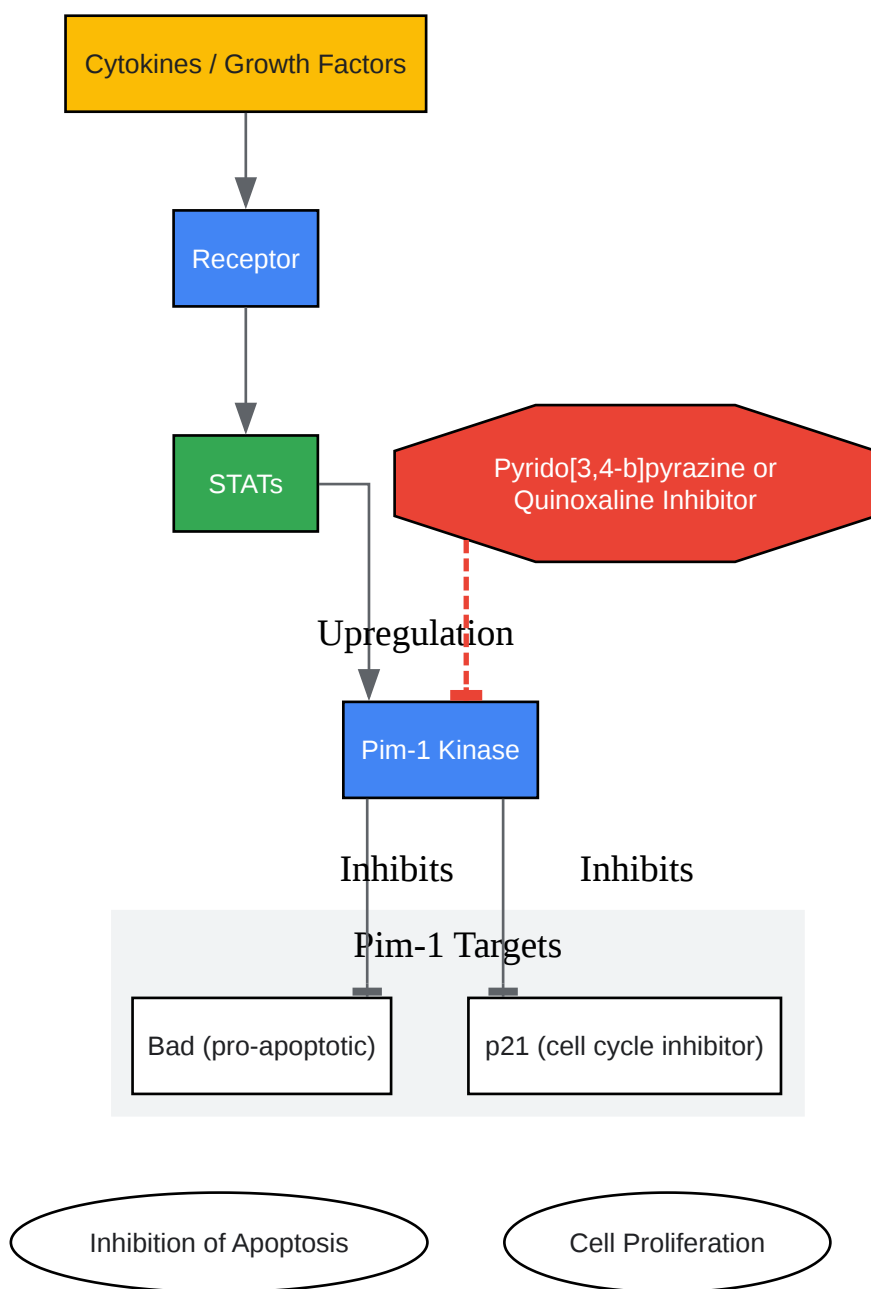 Cytokines / Growth Factors
Receptor
STATs
Pyrido[3,4-b]pyrazine or
Quinoxaline Inhibitor
Upregulation
Pim-1 Kinase
Inhibits
Inhibits
Pim-1 Targets
Bad (pro-apoptotic)
p21 (cell cycle inhibitor)
Inhibition of Apoptosis
Cell Proliferation